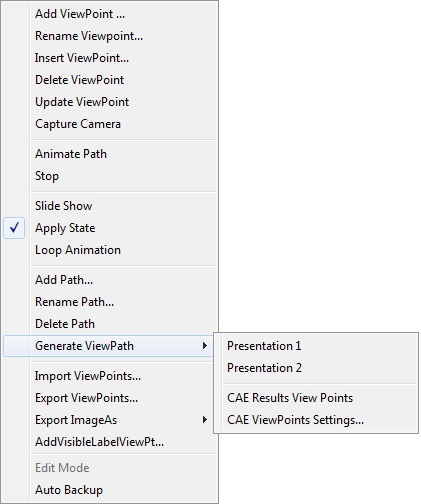 Add ViewPoint ...
Rename Viewpoint...
Insert ViewPoint...
Delete ViewPoint
Update ViewPoint
Capture Camera
Animate Path
Stop
Slide Show
Apply State
Loop Animation
Add Path...
Rename Path...
Delete Path
Generate ViewPath
Presentation 1
Presentation 2
CAE Results View Points
CAE ViewPoints Settings...
Import ViewPoints...
Export ViewPoints...
Export ImageAs
AddVisibleLabelViewPt...
Edit Mode
Auto Backup